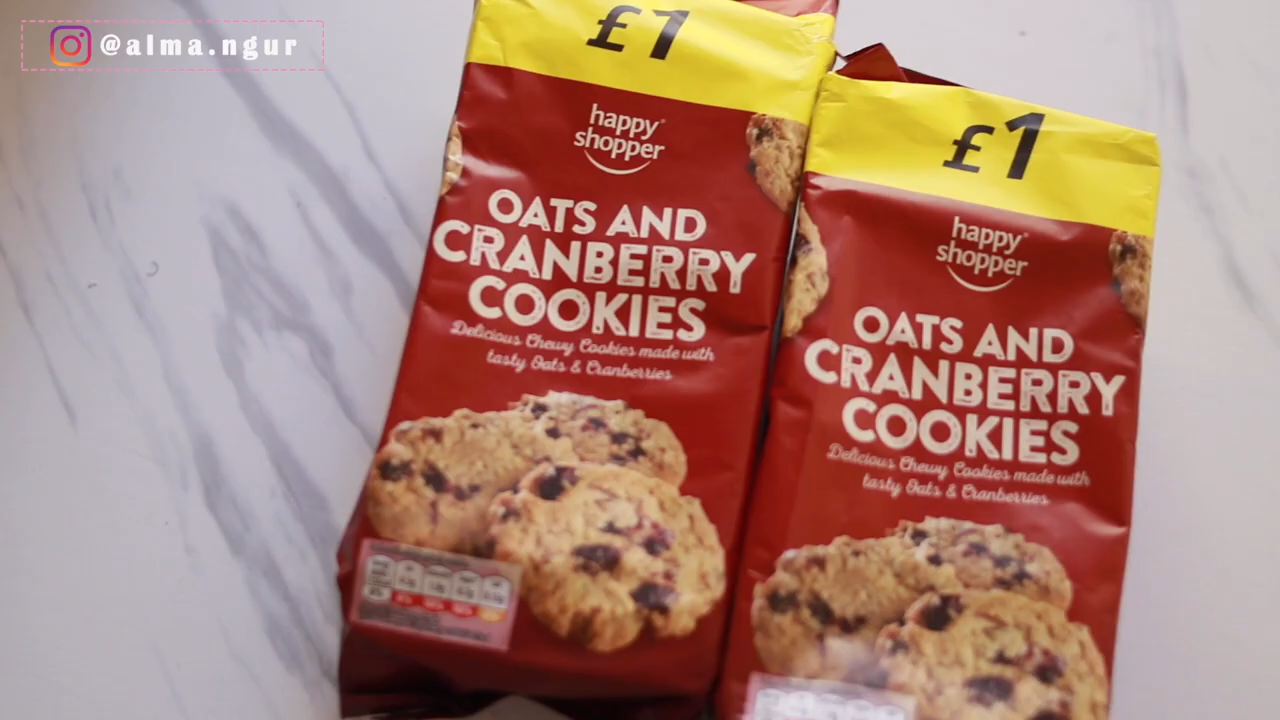 @alma.ngur
£1
happy
shopper
OATS AND
CRANBERRY
COOKIES
Delicious Chewy Cookies made with
tasty Oats & Cranberries
£1
happy
shopper
OATS AND
CRANBERRY
COOKIES
Delicious Chewy Cookies made with
tasty Oats & Cranberries